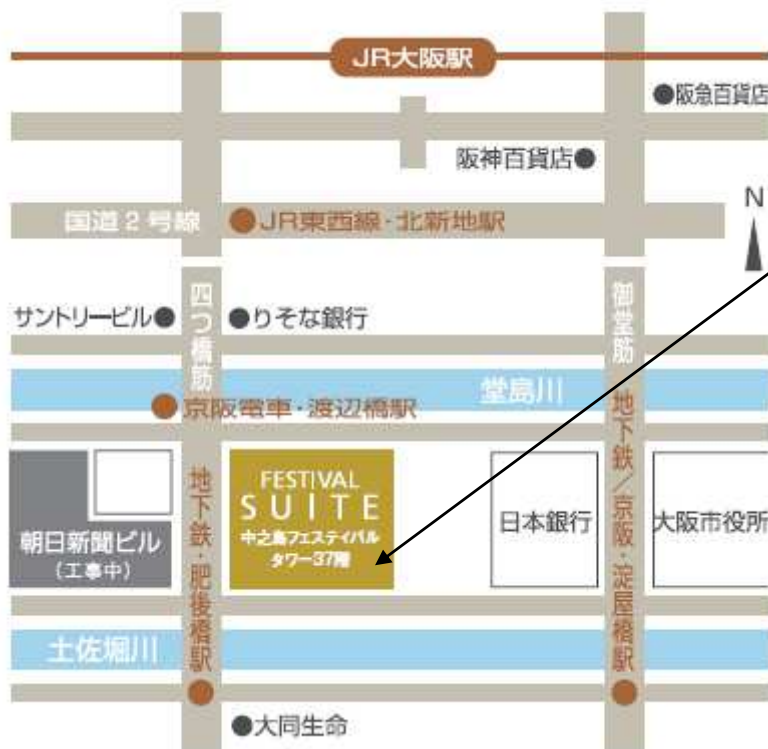 JR大阪駅
●阪急百貨店
阪神百貨店●
N
国道2号線
●JR東西線・北新地駅
サントリービル●
四つ橋筋
●りそな銀行
御堂筋
堂島川
●京阪電車・渡辺橋駅
朝日新聞ビル
(工事中)
地下鉄・肥後橋駅
FESTIVAL
SUITE
中之島フェスティバル
タワー37階
日本銀行
地下鉄/京阪・淀屋橋駅
大阪市役所
土佐堀川
●大同生命